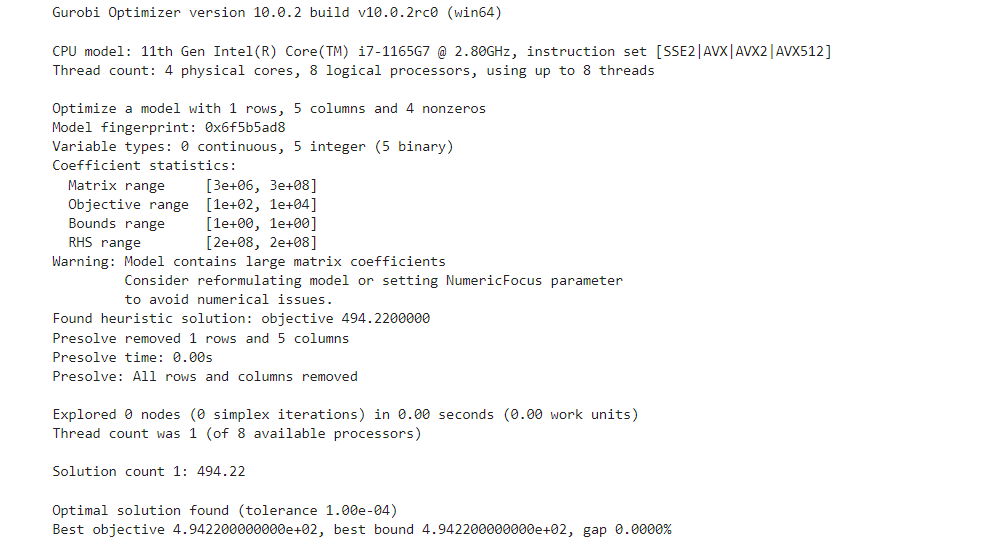 Gurobi Optimizer version 10.0.2 build v10.0.2rc0 (win64)
CPU model: 11th Gen Intel(R) Core(TM) i7-1165G7 @ 2.80GHz, instruction set [SSE2|AVX|AVX2|AVX512]
Thread count: 4 physical cores, 8 logical processors, using up to 8 threads
Optimize a model with 1 rows, 5 columns and 4 nonzeros
Model fingerprint: 0x6f5b5ad8
Variable types: 0 continuous, 5 integer (5 binary)
Coefficient statistics:
  Matrix range     [3e+06, 3e+08]
  Objective range  [1e+02, 1e+04]
  Bounds range     [1e+00, 1e+00]
  RHS range        [2e+08, 2e+08]
Warning: Model contains large matrix coefficients
         Consider reformulating model or setting NumericFocus parameter
         to avoid numerical issues.
Found heuristic solution: objective 494.2200000
Presolve removed 1 rows and 5 columns
Presolve time: 0.00s
Presolve: All rows and columns removed
Explored 0 nodes (0 simplex iterations) in 0.00 seconds (0.00 work units)
Thread count was 1 (of 8 available processors)
Solution count 1: 494.22
Optimal solution found (tolerance 1.00e-04)
Best objective 4.942200000000e+02, best bound 4.942200000000e+02, gap 0.0000%